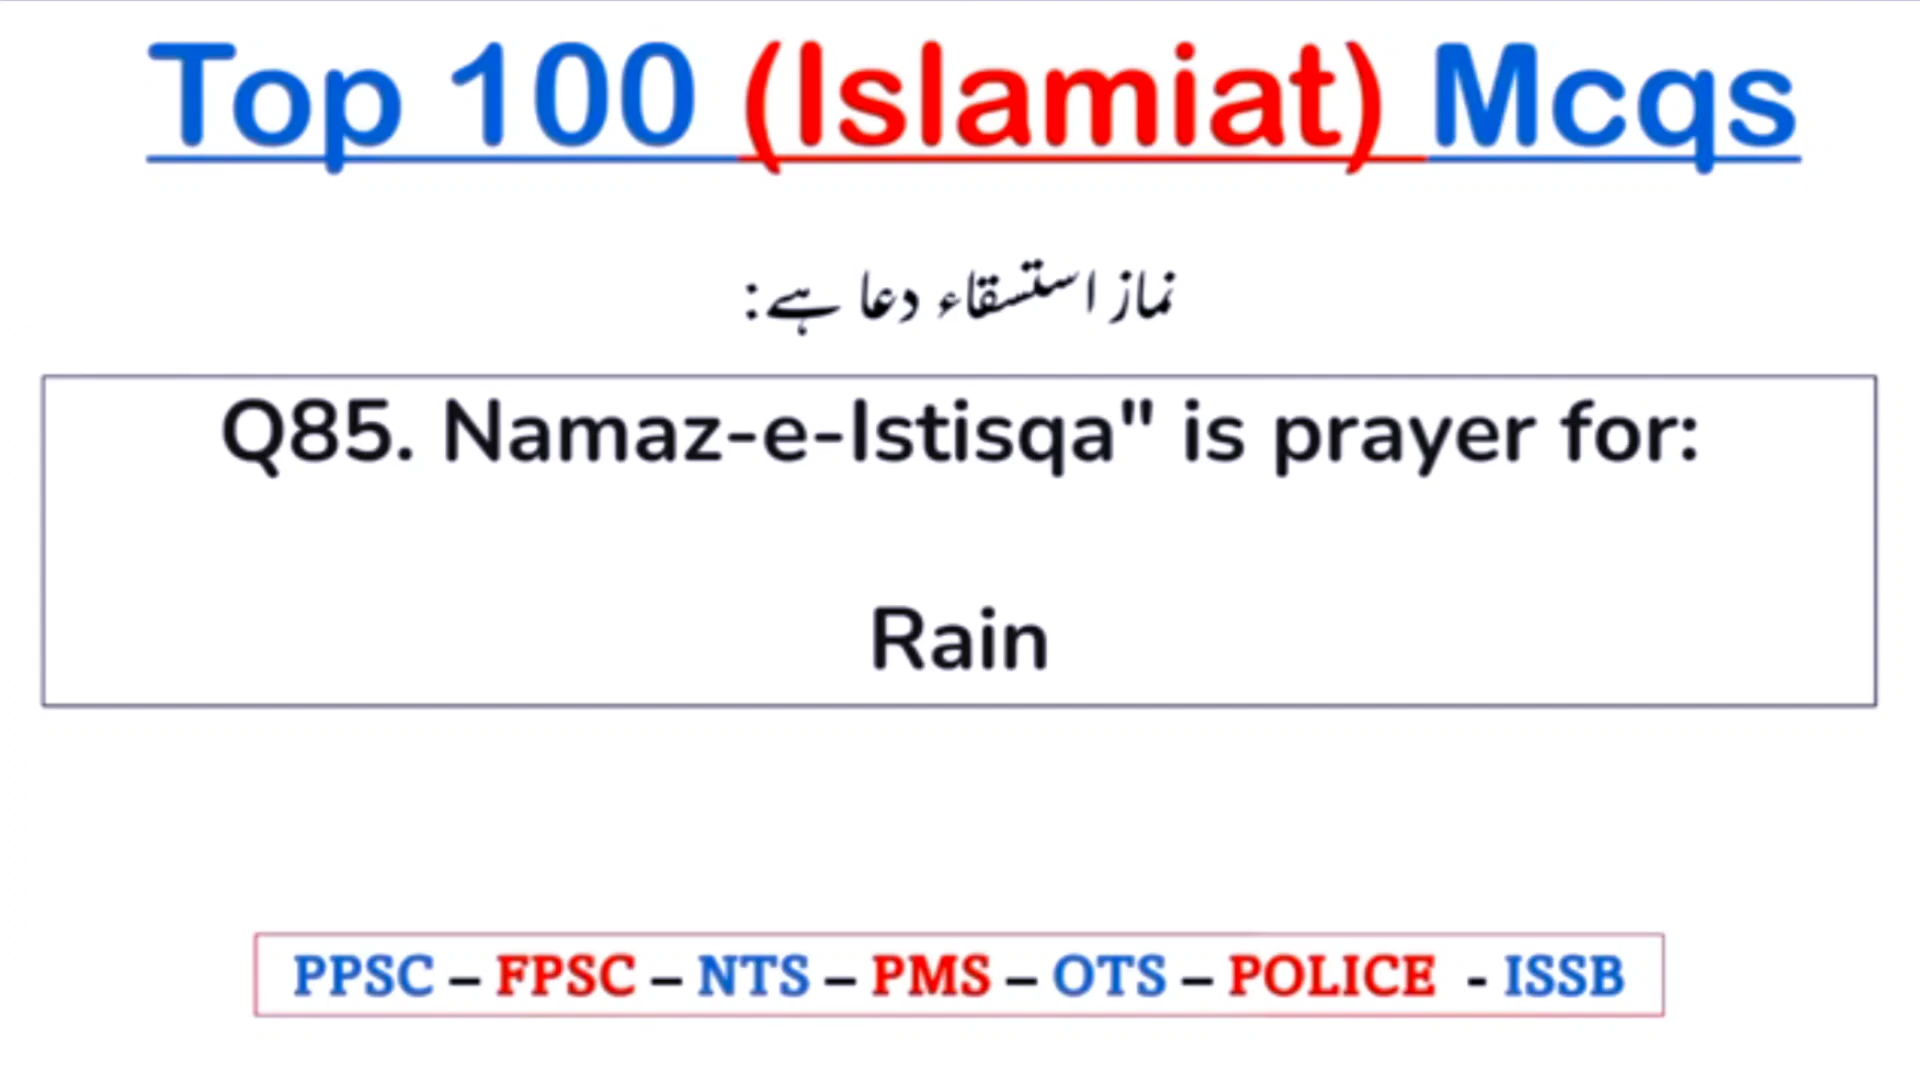 Top 100 (Islamiat) Mcqs
نماز استسقاء دعا ہے:
Q85. Namaz-e-Istisqa" is prayer for:
Rain
PPSC – FPSC – NTS – PMS – OTS – POLICE - ISSB